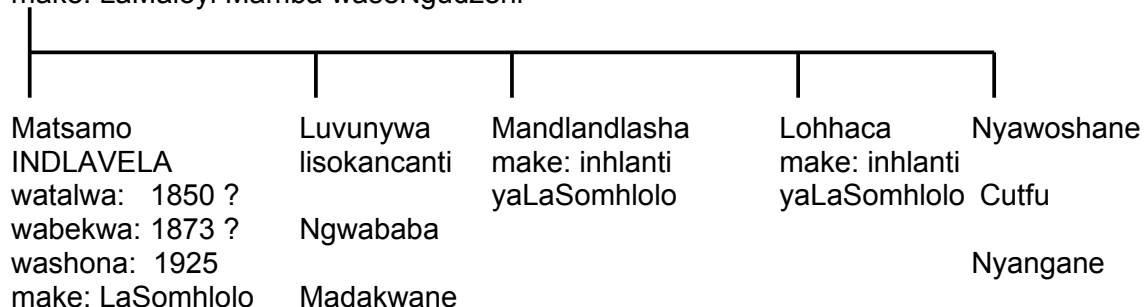 make: LaMaloyi Mamba waseNgudzeni
Matsamo Luvunywa Mandlandlasha Lohhaca Nyawoshane
INDLAVELA lisokancanti make: inhlanti make: inhlanti
watalwa: 1850 ? yaLaSomhlolo yaLaSomhlolo Cutfu
wabekwa: 1873 ? Ngwababa
washona: 1925 Nyangane
make: LaSomhlolo Madakwane